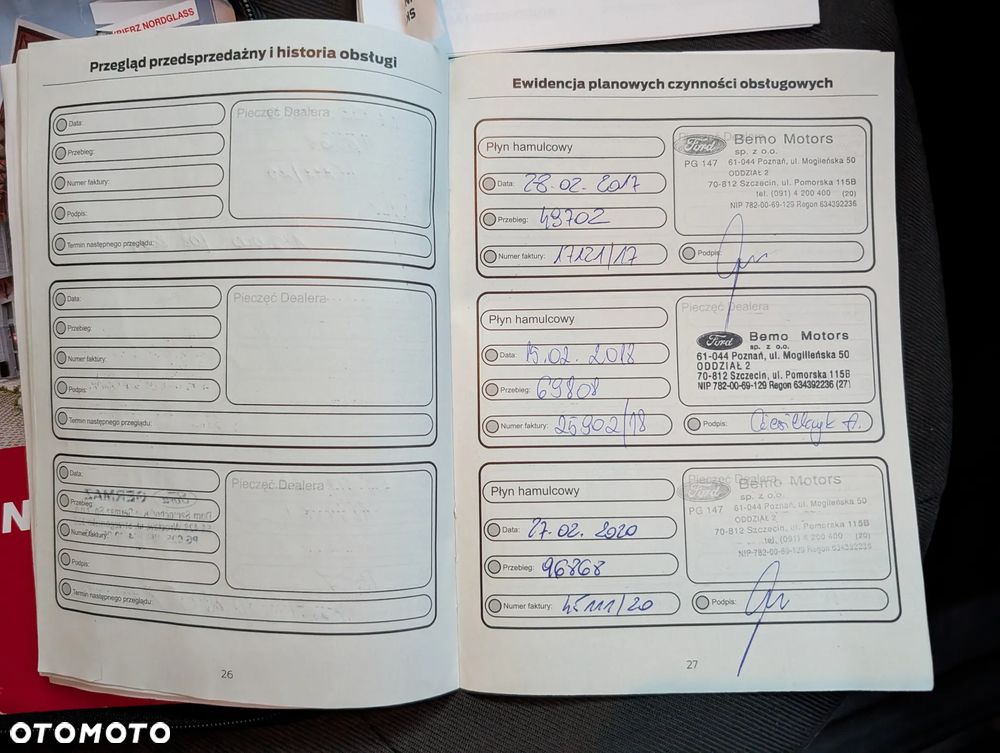 WYBIERZ NORDGLASS
Przegląd przedsprzedażny i historia obsługi
Pieczęć Dealera
Data:
Przebieg:
Numer faktury:
Podpis:
Termin następnego przeglądu:
Pieczęć Dealera
Data:
Przebieg:
Numer faktury:
Podpis:
Termin następnego przeglądu:
Pieczęć Dealera
Data:
Przebieg:
Numer faktury:
Podpis:
Termin następnego przeglądu:
26
Ewidencja planowych czynności obsługowych
Płyn hamulcowy
Data: 28.02.2017
Przebieg: 49702
Numer faktury: 17121/17
Pieczęć Dealera
Ford Bemo Motors
sp. z o.o.
PG 147 61-044 Poznań, ul. Mogileńska 50
ODDZIAŁ 2
70-812 Szczecin, ul. Pomorska 115B
tel. (091) 4 200 400 (20)
NIP 782-00-69-129 Regon 634392236
Podpis:
Płyn hamulcowy
Data: 15.02.2018
Przebieg: 69808
Numer faktury: 25902/18
Pieczęć Dealera
Ford Bemo Motors
sp. z o.o.
61-044 Poznań, ul. Mogilleńska 50
ODDZIAŁ 2
70-812 Szczecin, ul. Pomorska 115B
NIP 782-00-69-129 Regon 634392236 (27)
Podpis:
Płyn hamulcowy
Data: 27.02.2020
Przebieg: 96868
Numer faktury: 45111/20
Pieczęć Dealera
Ford Bemo Motors
sp. z o.o.
PG 147 61-044 Poznań, ul. Mogileńska 50
ODDZIAŁ 2
70-812 Szczecin, ul. Pomorska 115B
tel. (091) 4 200 400 (20)
NIP-782-00-69-129 Regon 634392236
Podpis:
27
OTOMOTO